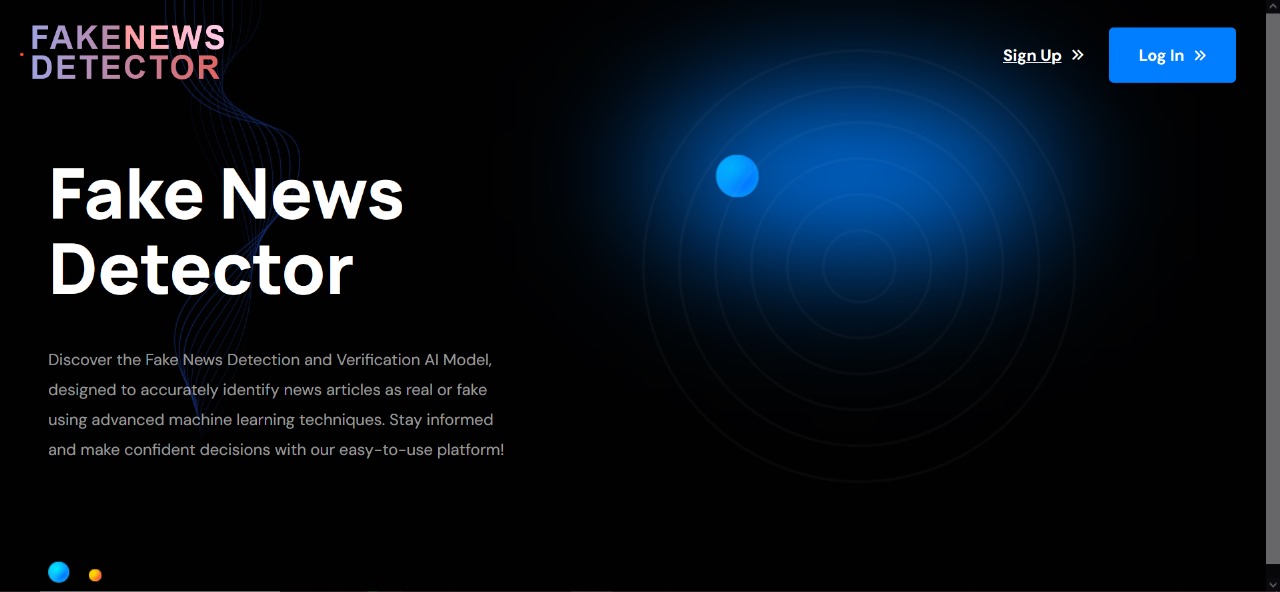 FAKENEWS
DETECTOR
Sign Up
Log In
Fake News
Detector
Discover the Fake News Detection and Verification AI Model,
designed to accurately identify news articles as real or fake
using advanced machine learning techniques. Stay informed
and make confident decisions with our easy-to-use platform!